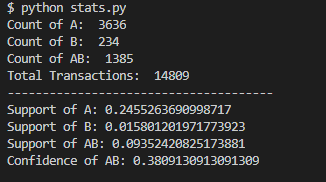 $ python stats.py
Count of A:  3636
Count of B:  234
Count of AB:  1385
Total Transactions:  14809
--------------------------------------
Support of A: 0.2455263690998717
Support of B: 0.015801201971773923
Support of AB: 0.09352420825173881
Confidence of AB: 0.3809130913091309